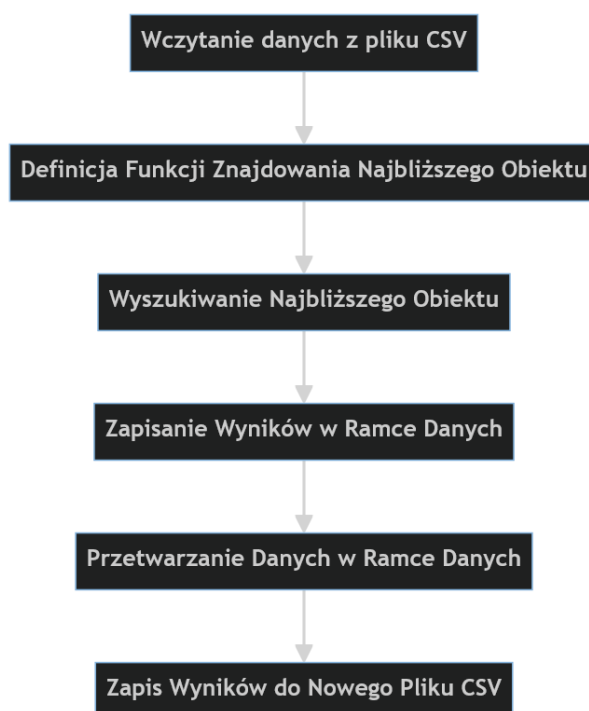 Wczytanie danych z pliku CSV
Definicja Funkcji Znajdowania Najbliższego Obiektu
Wyszukiwanie Najbliższego Obiektu
Zapisanie Wyników w Ramce Danych
Przetwarzanie Danych w Ramce Danych
Zapis Wyników do Nowego Pliku CSV